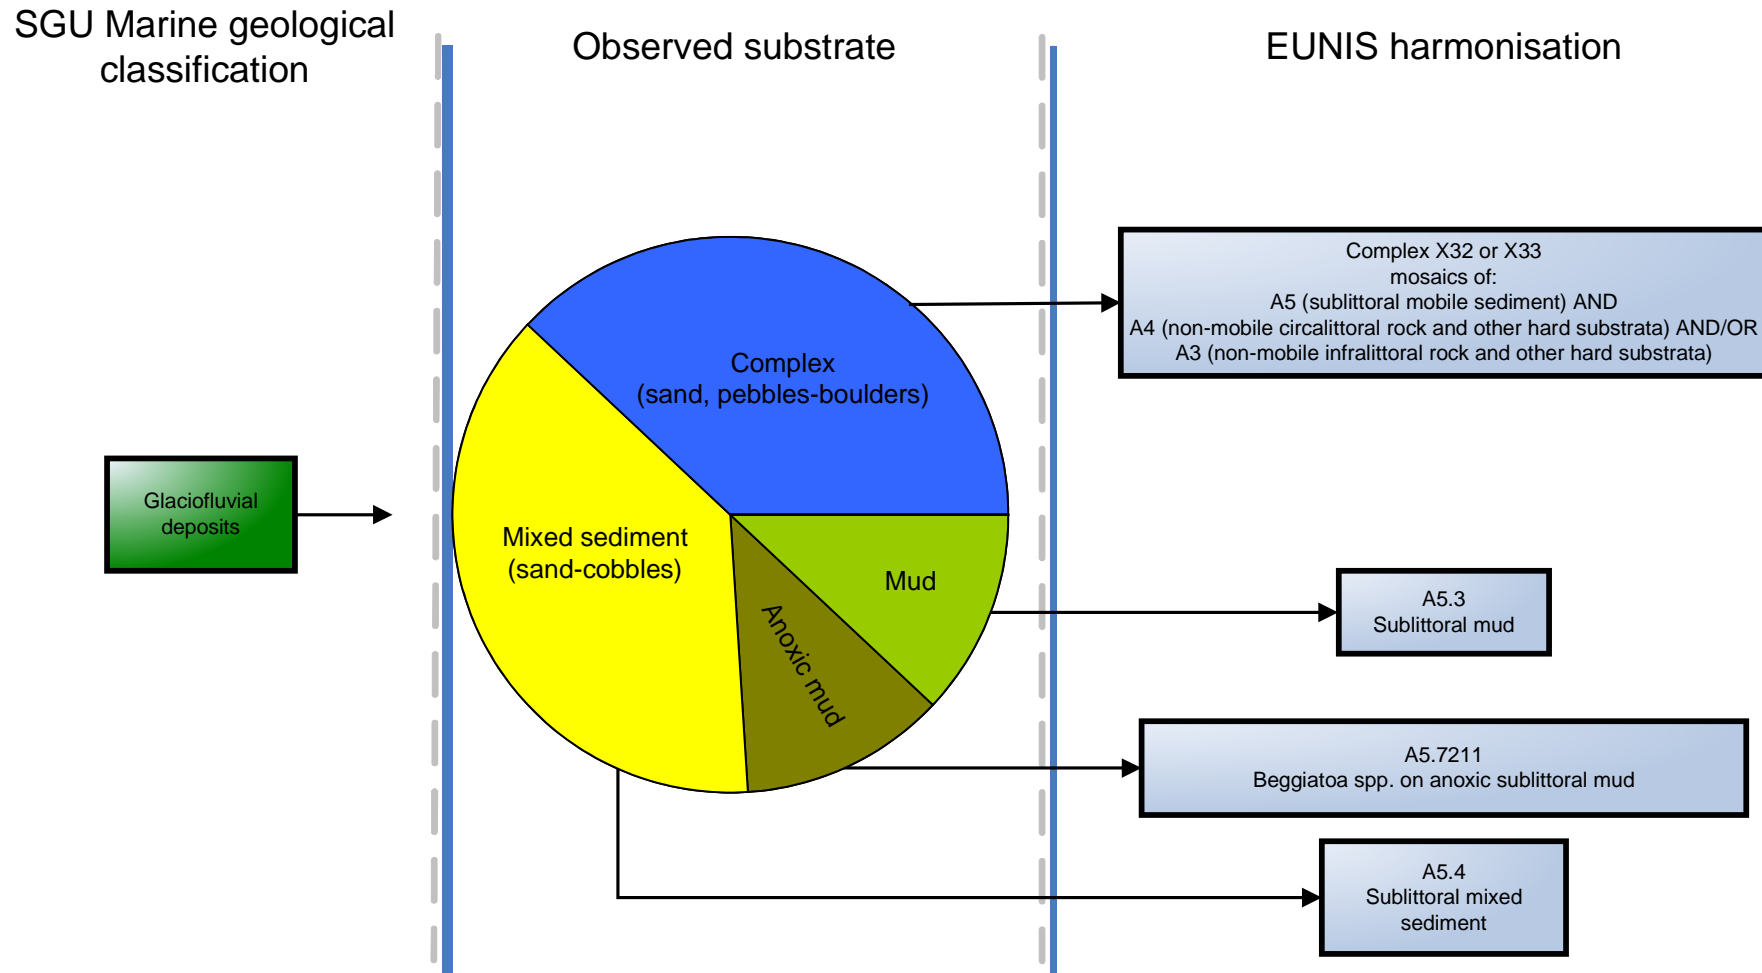 SGU Marine geological
classification
Observed substrate
EUNIS harmonisation
Glaciofluvial
deposits
Complex
(sand, pebbles-boulders)
Mixed sediment
(sand-cobbles)
Mud
Anoxic mud
Complex X32 or X33
mosaics of:
A5 (sublittoral mobile sediment) AND
A4 (non-mobile circalittoral rock and other hard substrata) AND/OR
A3 (non-mobile infralittoral rock and other hard substrata)
A5.3
Sublittoral mud
A5.7211
Beggiatoa spp. on anoxic sublittoral mud
A5.4
Sublittoral mixed
sediment